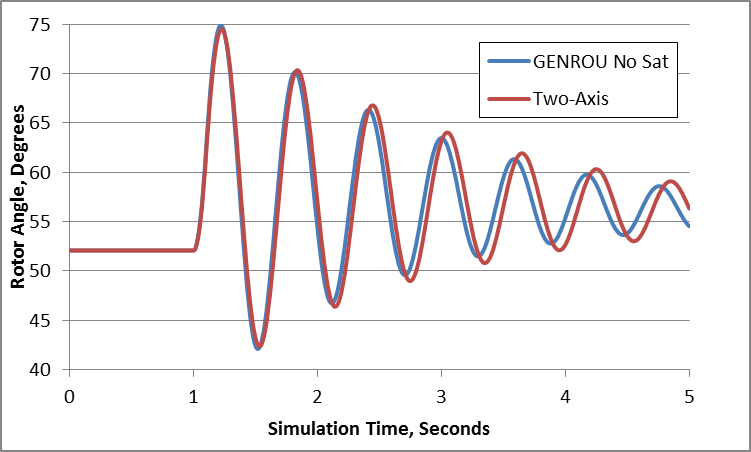 75
70
65
60
55
50
45
40
Rotor Angle, Degrees
GENROU No Sat
Two-Axis
0 1 2 3 4 5
Simulation Time, Seconds